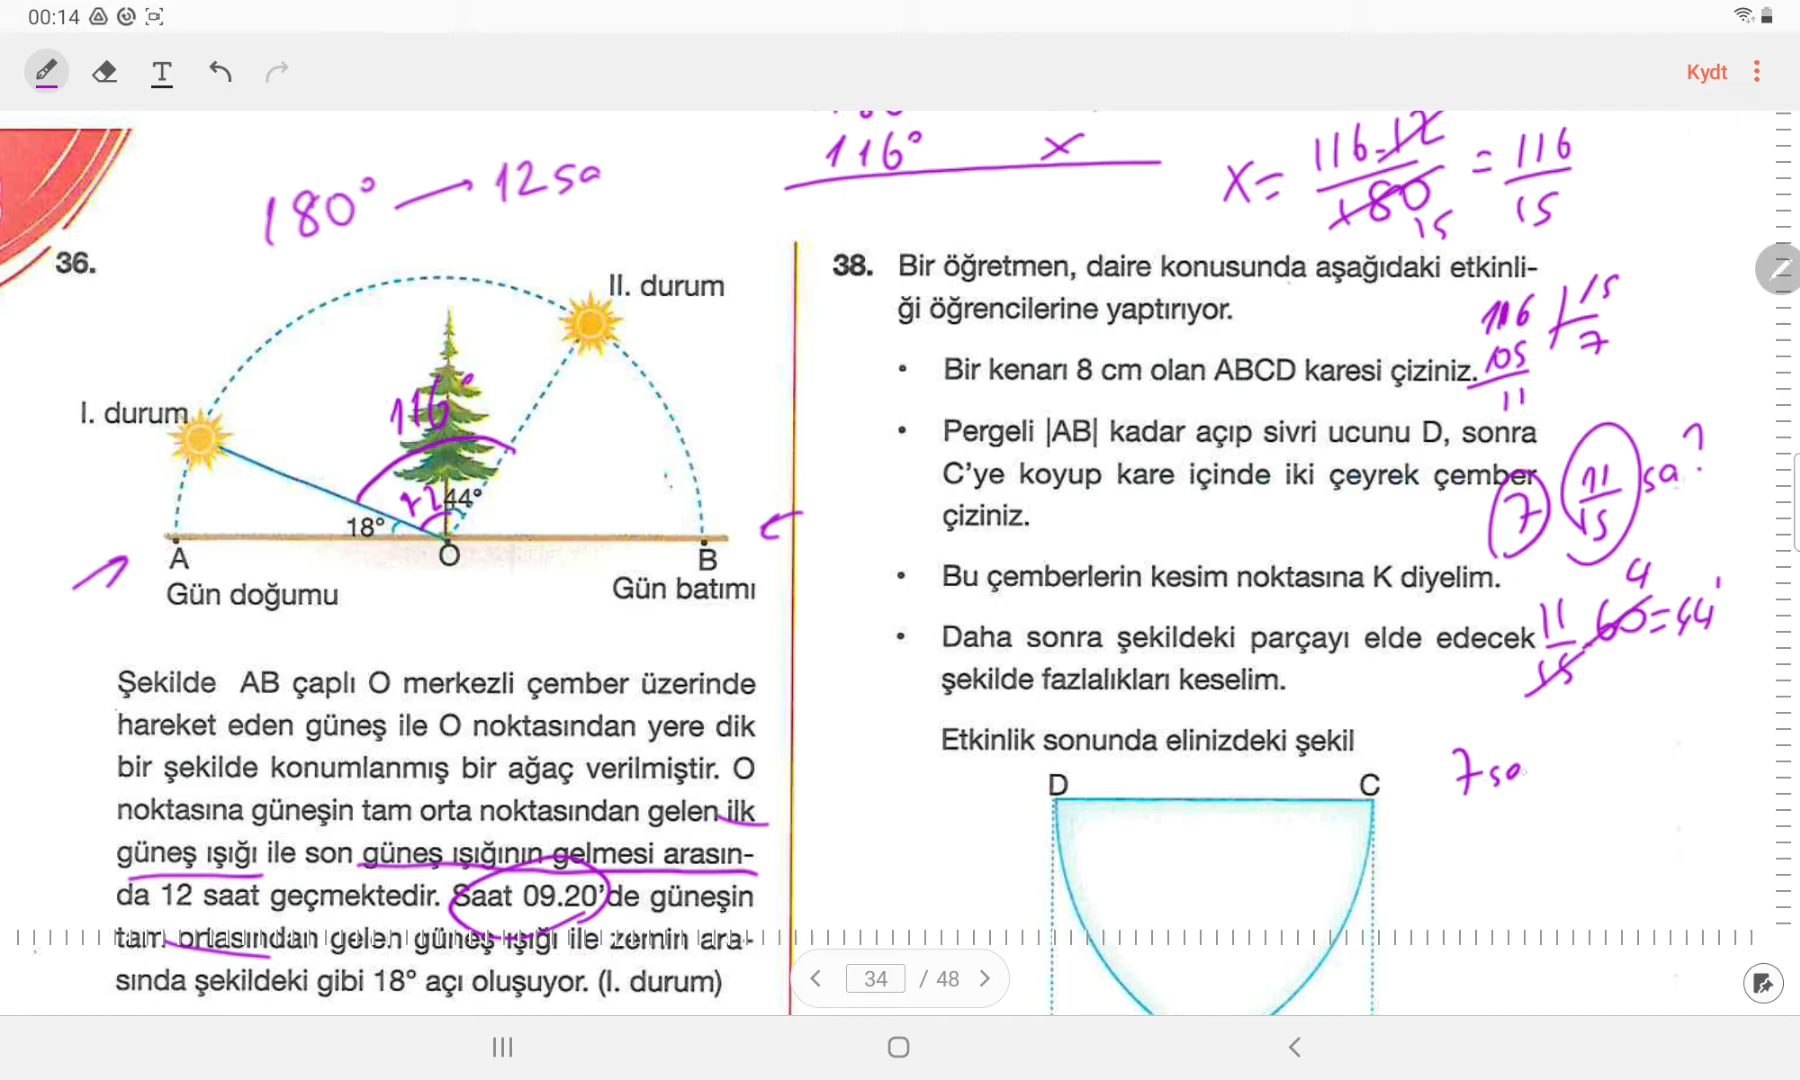 00:14
T
Kydt
116° x
x = 116.12 / 180 = 116 / 15
15
180° → 12 sa
36.
I. durum
II. durum
116°
72
44°
18°
A
O
B
Gün doğumu
Gün batımı
Şekilde AB çaplı O merkezli çember üzerinde
hareket eden güneş ile O noktasından yere dik
bir şekilde konumlanmış bir ağaç verilmiştir. O
noktasına güneşin tam orta noktasından gelen ilk
güneş ışığı ile son güneş ışığının gelmesi arasın-
da 12 saat geçmektedir. Saat 09.20'de güneşin
tam ortasından gelen güneş ışığı ile zemin ara-
sında şekildeki gibi 18° açı oluşuyor. (I. durum)
38. Bir öğretmen, daire konusunda aşağıdaki etkinli-
ği öğrencilerine yaptırıyor.
• Bir kenarı 8 cm olan ABCD karesi çiziniz.
• Pergeli |AB| kadar açıp sivri ucunu D, sonra
C'ye koyup kare içinde iki çeyrek çember
çiziniz.
• Bu çemberlerin kesim noktasına K diyelim.
• Daha sonra şekildeki parçayı elde edecek
şekilde fazlalıkları keselim.
Etkinlik sonunda elinizdeki şekil
D
C
116 15
105 7
11
7 11/15 sa ?
4
11/15 . 60 = 44'
7 sa
34 / 48